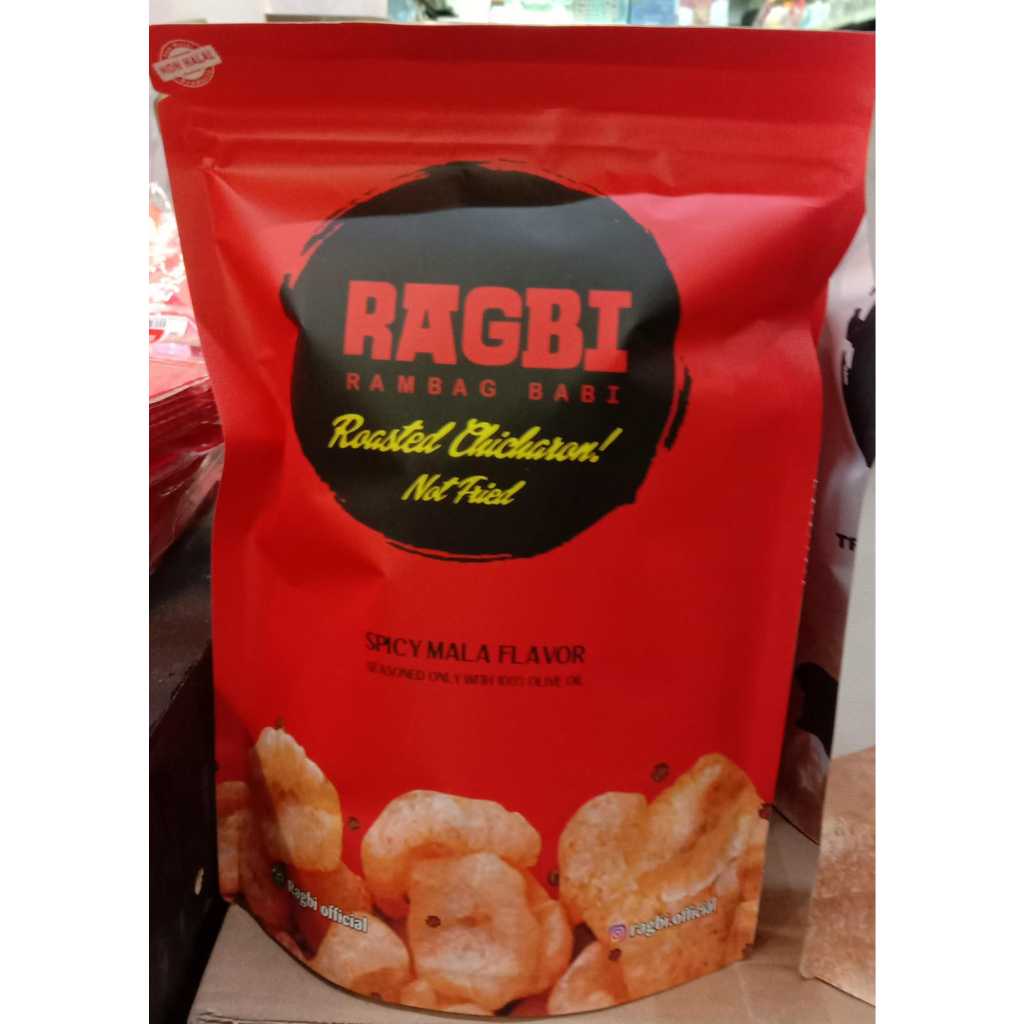 NON HALAL
RAGBI
RAMBAG BABI
Roasted Chicharon!
Not Fried
SPICY MALA FLAVOR
SEASONED ONLY WITH 100% OLIVE OIL
Ragbi official
ragbi.official